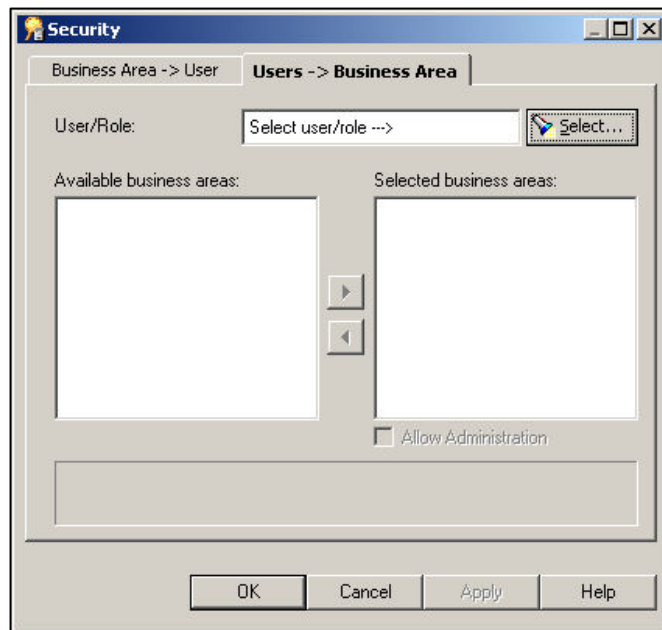 Security
Business Area -> User
Users -> Business Area
User/Role:
Select user/role --->
Select...
Available business areas:
Selected business areas:
Allow Administration
OK
Cancel
Apply
Help